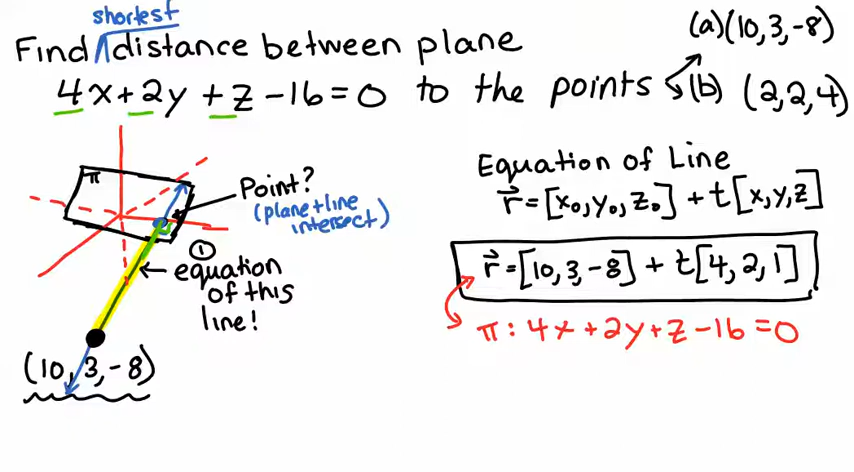 shortest
Find distance between plane
4x+2y+z-16=0 to the points
(a)(10,3,-8)
(b) (2,2,4)
π
Point?
(plane+line
intersect)
①
equation
of this
line!
(10, 3, -8)
Equation of Line
r⃗=[x₀,y₀,z₀] + t[x,y,z]
r⃗=[10,3,-8] + t[4,2,1]
π: 4x+2y+z-16=0